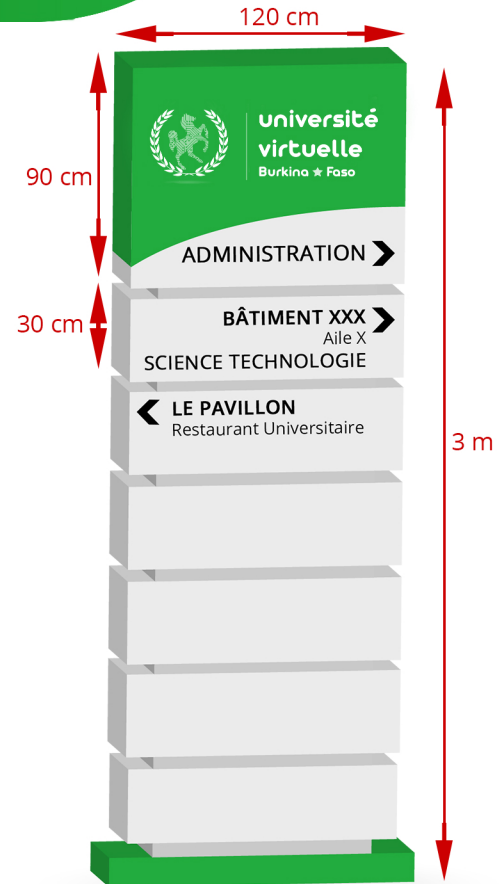 120 cm
université
virtuelle
Burkina ★ Faso
90 cm
ADMINISTRATION
30 cm
BÂTIMENT XXX
Aile X
SCIENCE TECHNOLOGIE
LE PAVILLON
Restaurant Universitaire
3 m